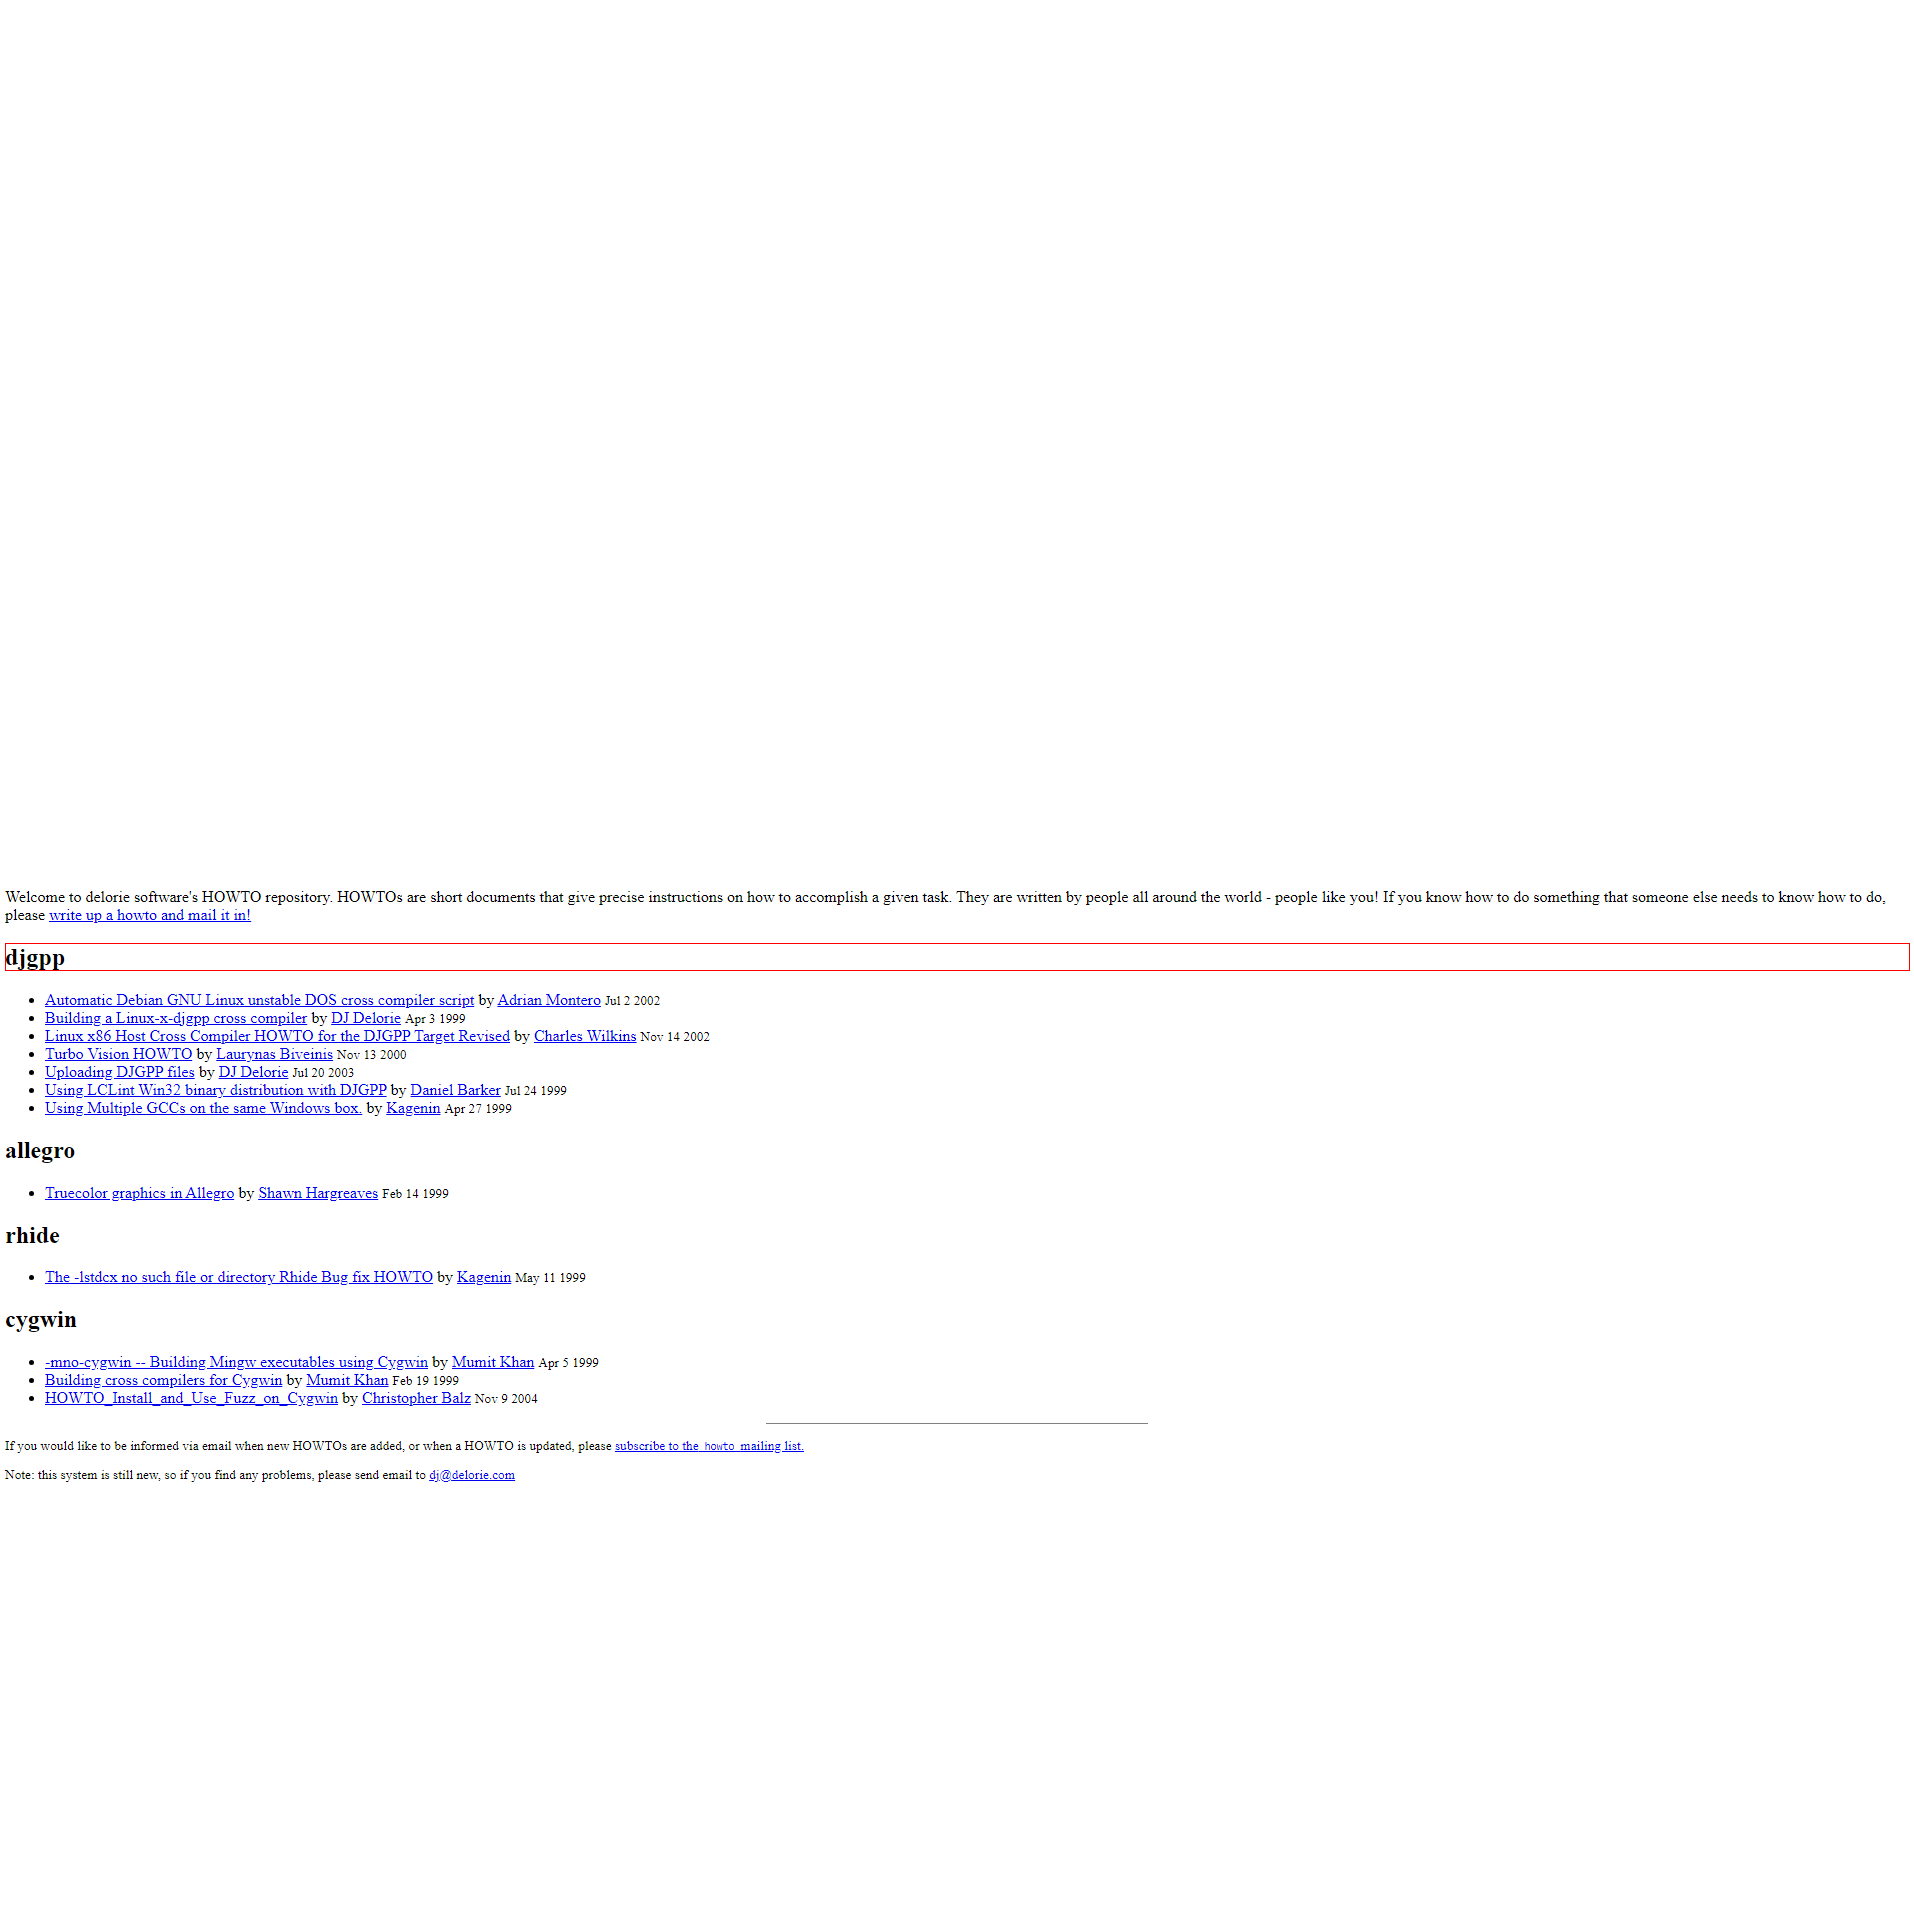 Welcome to delorie software's HOWTO repository. HOWTOs are short documents that give precise instructions on how to accomplish a given task. They are written by people all around the world - people like you! If you know how to do something that someone else needs to know how to do,
please write up a howto and mail it in!
djgpp
Automatic Debian GNU Linux unstable DOS cross compiler script by Adrian Montero Jul 2 2002
Building a Linux-x-djgpp cross compiler by DJ Delorie Apr 3 1999
Linux x86 Host Cross Compiler HOWTO for the DJGPP Target Revised by Charles Wilkins Nov 14 2002
Turbo Vision HOWTO by Laurynas Biveinis Nov 13 2000
Uploading DJGPP files by DJ Delorie Jul 20 2003
Using LCLint Win32 binary distribution with DJGPP by Daniel Barker Jul 24 1999
Using Multiple GCCs on the same Windows box. by Kagenin Apr 27 1999
allegro
Truecolor graphics in Allegro by Shawn Hargreaves Feb 14 1999
rhide
The -lstdcx no such file or directory Rhide Bug fix HOWTO by Kagenin May 11 1999
cygwin
-mno-cygwin -- Building Mingw executables using Cygwin by Mumit Khan Apr 5 1999
Building cross compilers for Cygwin by Mumit Khan Feb 19 1999
HOWTO_Install_and_Use_Fuzz_on_Cygwin by Christopher Balz Nov 9 2004
If you would like to be informed via email when new HOWTOs are added, or when a HOWTO is updated, please subscribe to the howto mailing list.
Note: this system is still new, so if you find any problems, please send email to dj@delorie.com